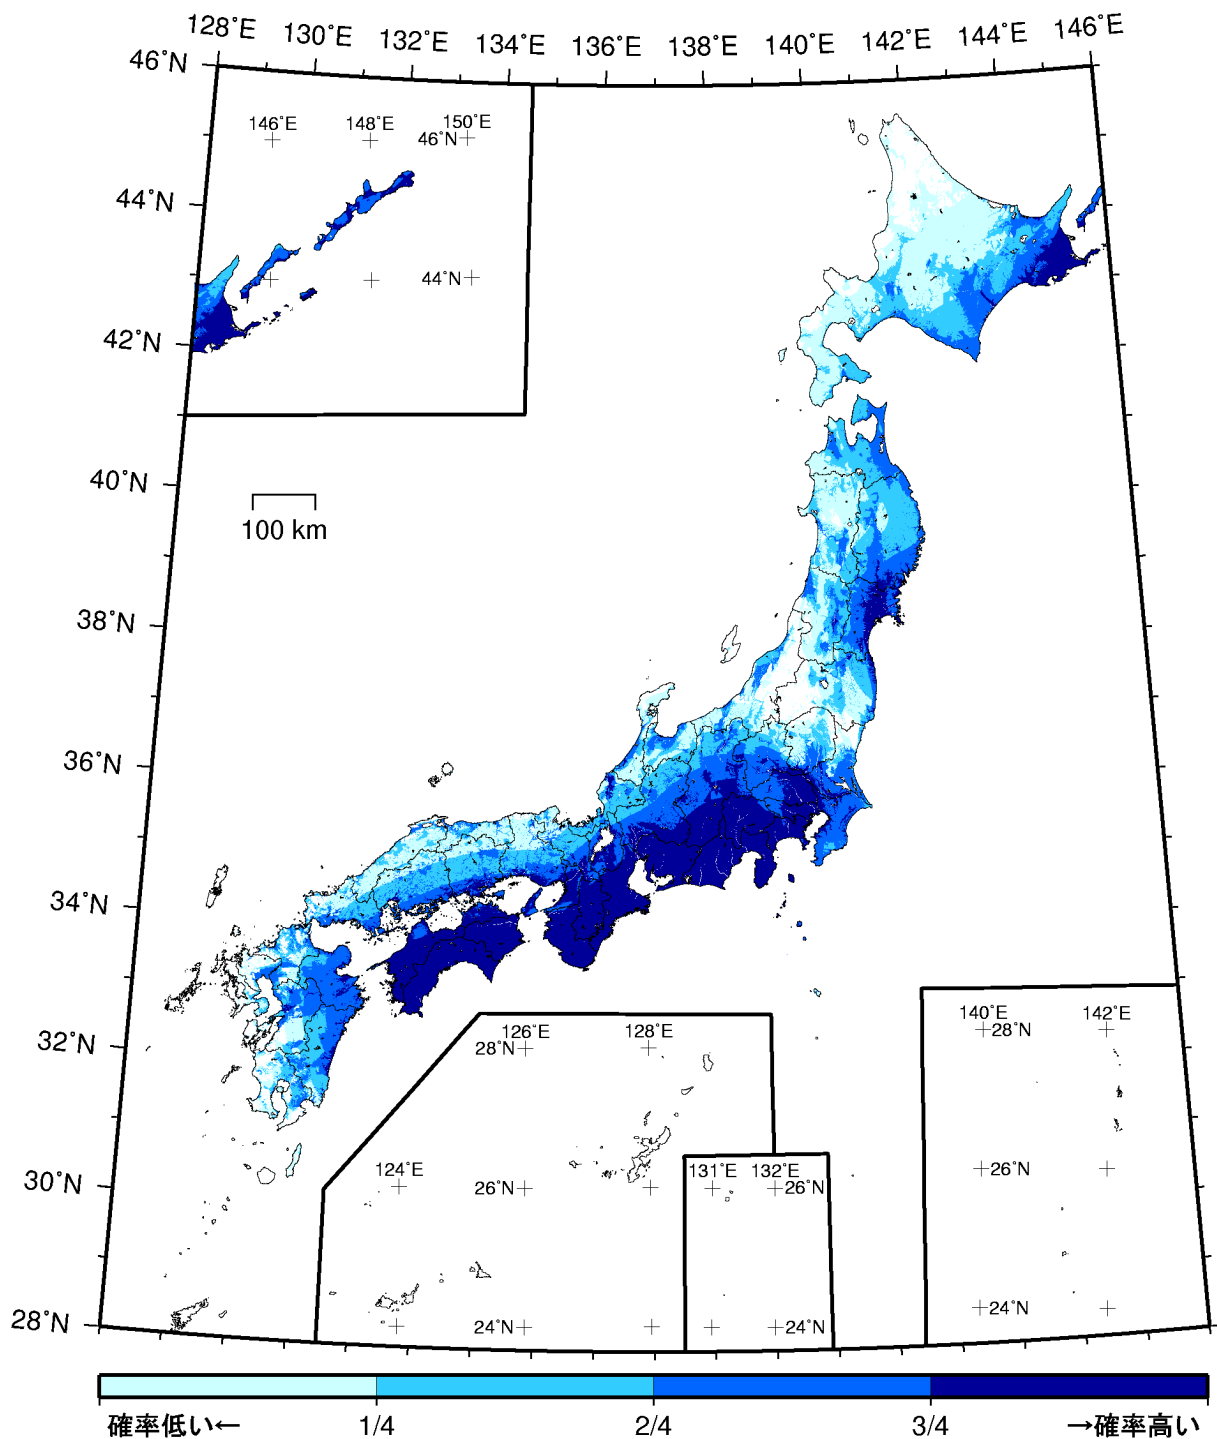 128°E 130°E 132°E 134°E 136°E 138°E 140°E 142°E 144°E 146°E
46°N
146°E 148°E 150°E
46°N
44°N
44°N
42°N
40°N
100 km
38°N
36°N
34°N
32°N
140°E 142°E
28°N
126°E 128°E
28°N
30°N
124°E
26°N
131°E 132°E
26°N
26°N
28°N
24°N
24°N
24°N
確率低い← 1/4 2/4 3/4 →確率高い